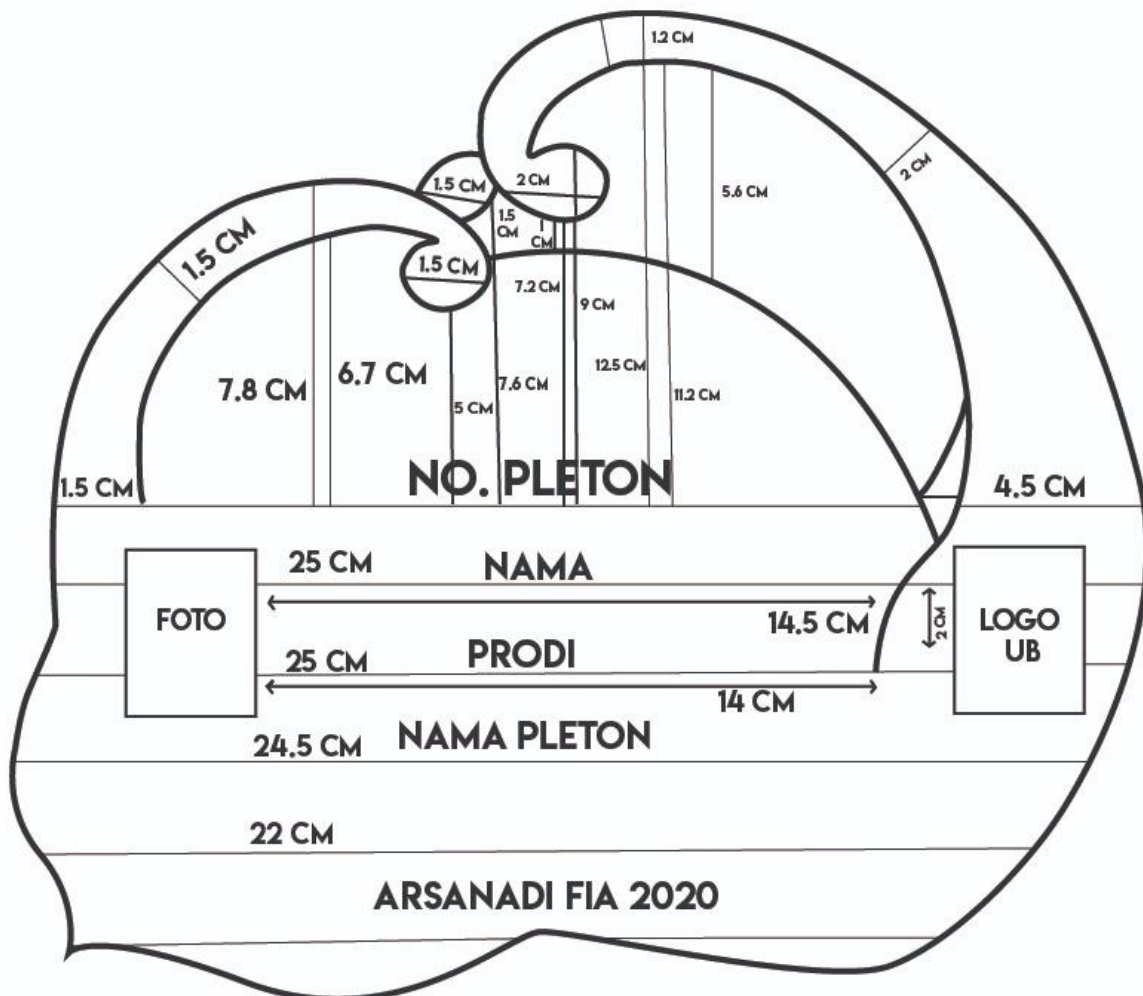 1.2 CM
2 CM
1.5 CM
2 CM
5.6 CM
1.5
CM
1
CM
1.5 CM
1.5 CM
7.2 CM
9 CM
7.8 CM
6.7 CM
7.6 CM
12.5 CM
11.2 CM
5 CM
NO. PLETON
1.5 CM
4.5 CM
25 CM
NAMA
FOTO
14.5 CM
2 CM
LOGO
UB
25 CM
PRODI
14 CM
24.5 CM
NAMA PLETON
22 CM
ARSANADI FIA 2020